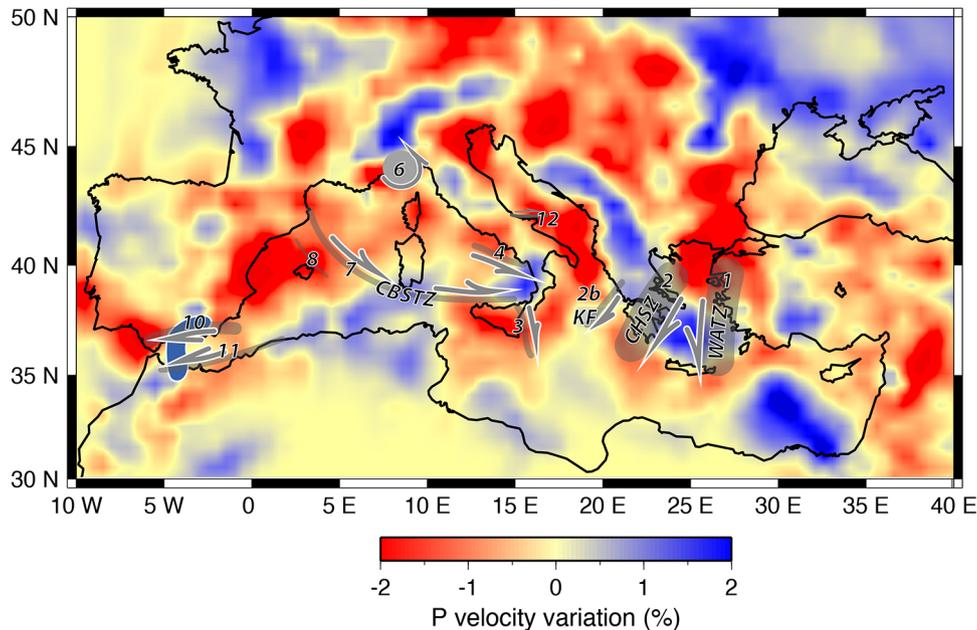 50 N
45 N
40 N
35 N
30 N
6
12
8
7
4
CBSTZ
2b
KF
2
1
CHSZ
WATZ
3
10
11
10 W
5 W
0
5 E
10 E
15 E
20 E
25 E
30 E
35 E
40 E
-2
-1
0
1
2
P velocity variation (%)